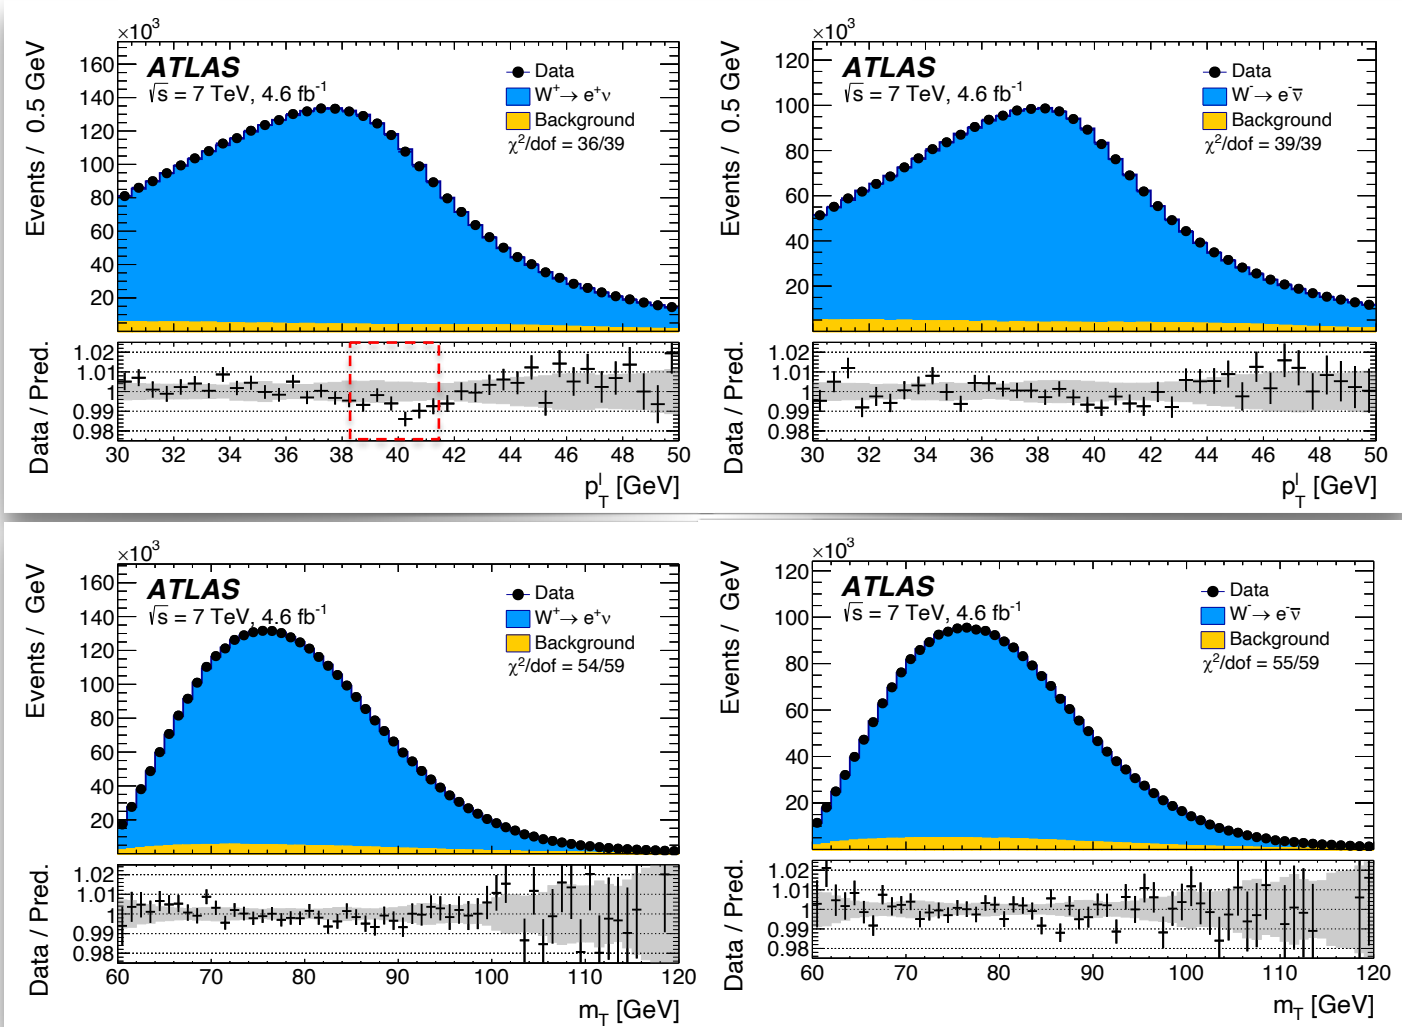 ×10³
Events / 0.5 GeV
160
140
120
100
80
60
40
20
ATLAS
√s = 7 TeV, 4.6 fb⁻¹
Data
W⁺→ e⁺ν
Background
χ²/dof = 36/39
Data / Pred.
1.02
1.01
1
0.99
0.98
30 32 34 36 38 40 42 44 46 48 50
p_T^l [GeV]
×10³
Events / 0.5 GeV
120
100
80
60
40
20
ATLAS
√s = 7 TeV, 4.6 fb⁻¹
Data
W⁻→ e⁻ν̅
Background
χ²/dof = 39/39
Data / Pred.
1.02
1.01
1
0.99
0.98
30 32 34 36 38 40 42 44 46 48 50
p_T^l [GeV]
×10³
Events / GeV
160
140
120
100
80
60
40
20
ATLAS
√s = 7 TeV, 4.6 fb⁻¹
Data
W⁺→ e⁺ν
Background
χ²/dof = 54/59
Data / Pred.
1.02
1.01
1
0.99
0.98
60 70 80 90 100 110 120
m_T [GeV]
×10³
Events / GeV
120
100
80
60
40
20
ATLAS
√s = 7 TeV, 4.6 fb⁻¹
Data
W⁻→ e⁻ν̅
Background
χ²/dof = 55/59
Data / Pred.
1.02
1.01
1
0.99
0.98
60 70 80 90 100 110 120
m_T [GeV]